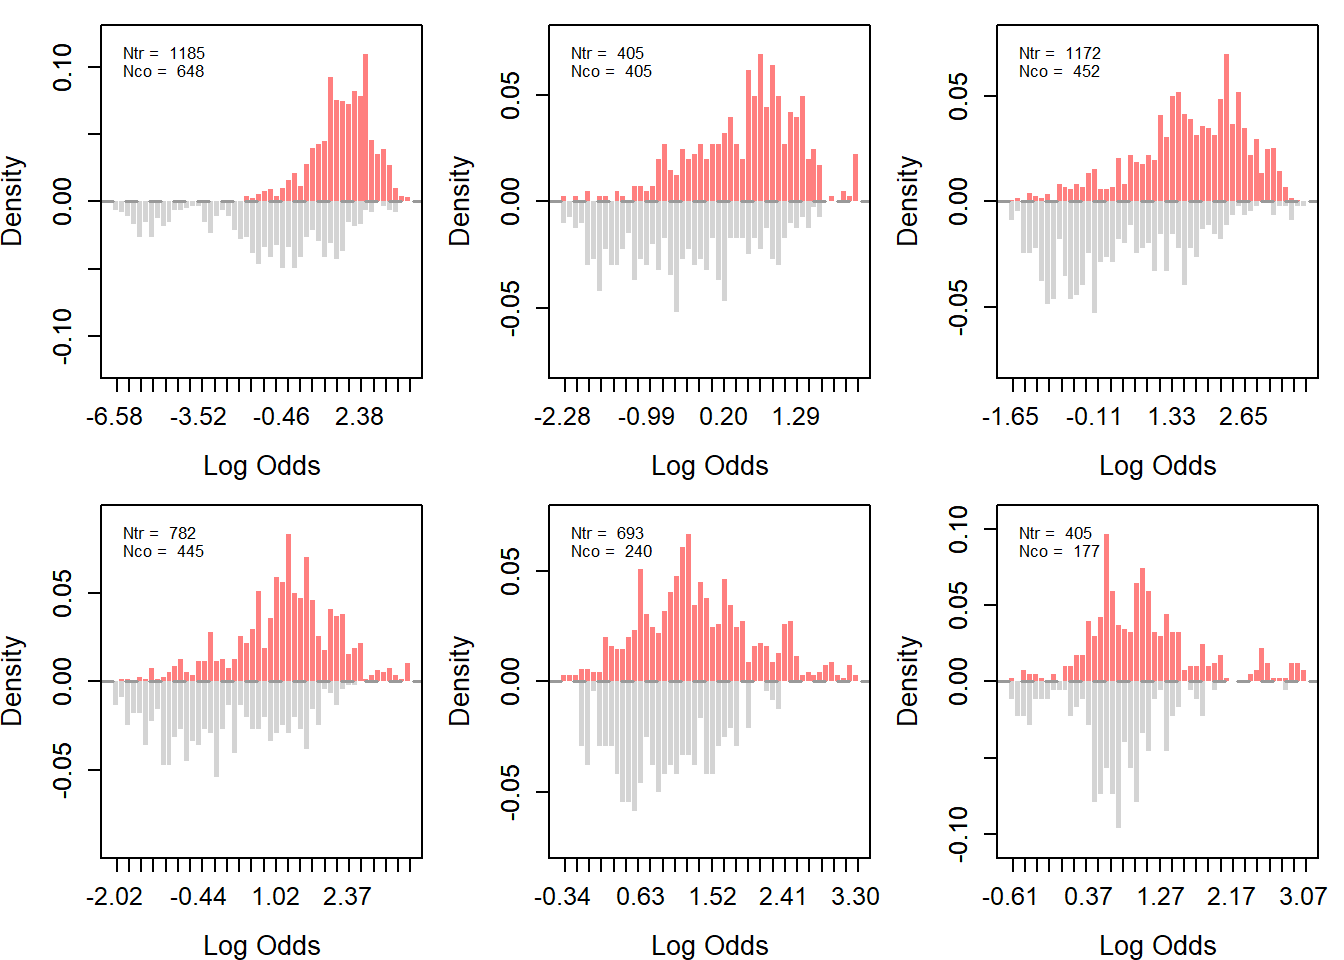 Ntr = 1185
Nco = 648
Density
0.10
0.00
-0.10
-6.58 -3.52 -0.46 2.38
Log Odds
Ntr = 405
Nco = 405
Density
0.05
0.00
-0.05
-2.28 -0.99 0.20 1.29
Log Odds
Ntr = 1172
Nco = 452
Density
0.05
0.00
-0.05
-1.65 -0.11 1.33 2.65
Log Odds
Ntr = 782
Nco = 445
Density
0.05
0.00
-0.05
-2.02 -0.44 1.02 2.37
Log Odds
Ntr = 693
Nco = 240
Density
0.05
0.00
-0.05
-0.34 0.63 1.52 2.41 3.30
Log Odds
Ntr = 405
Nco = 177
Density
0.10
0.05
0.00
-0.10
-0.61 0.37 1.27 2.17 3.07
Log Odds